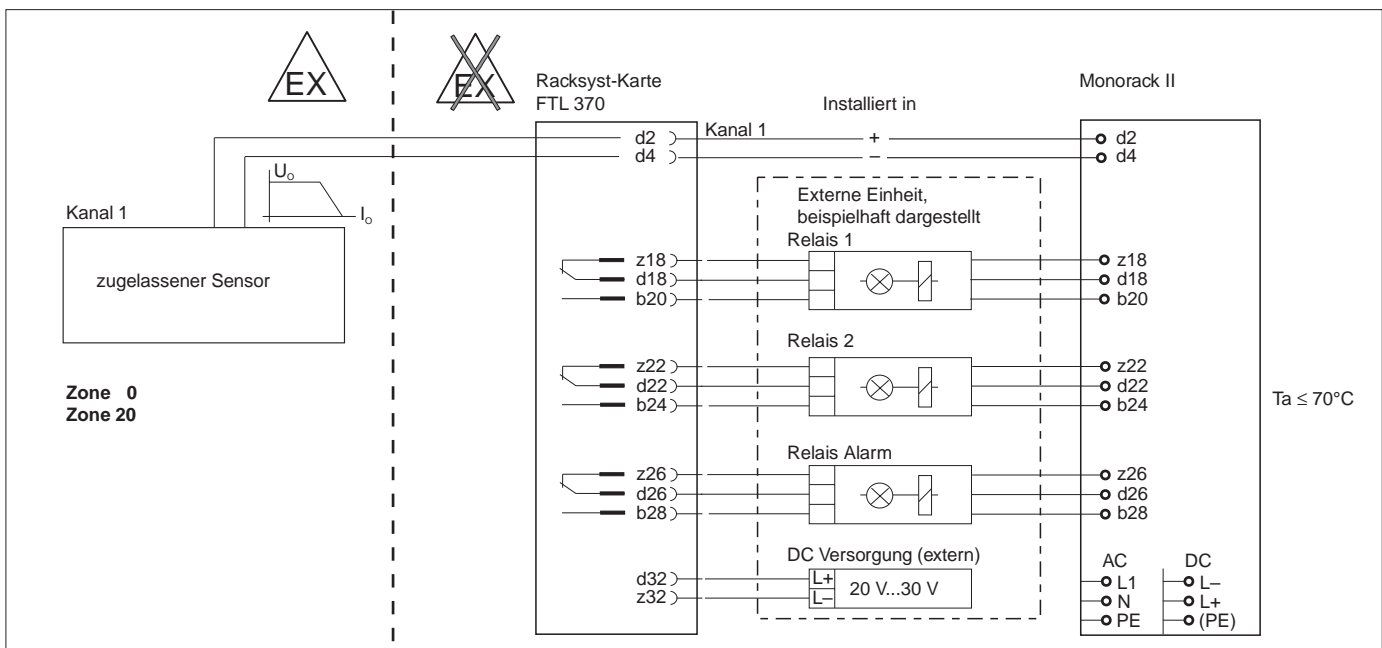 EX
EX
Racksyst-Karte
FTL 370
Installiert in
Monorack II
d2
Kanal 1
+
d2
d4
–
d4
Uo
Io
Kanal 1
zugelassener Sensor
Zone 0
Zone 20
Externe Einheit,
beispielhaft dargestellt
Relais 1
z18
d18
b20
z18
d18
b20
Relais 2
z22
d22
b24
z22
d22
b24
Ta ≤ 70°C
Relais Alarm
z26
d26
b28
z26
d26
b28
DC Versorgung (extern)
d32
L+
20 V...30 V
z32
L–
AC
DC
L1
L–
N
L+
PE
(PE)